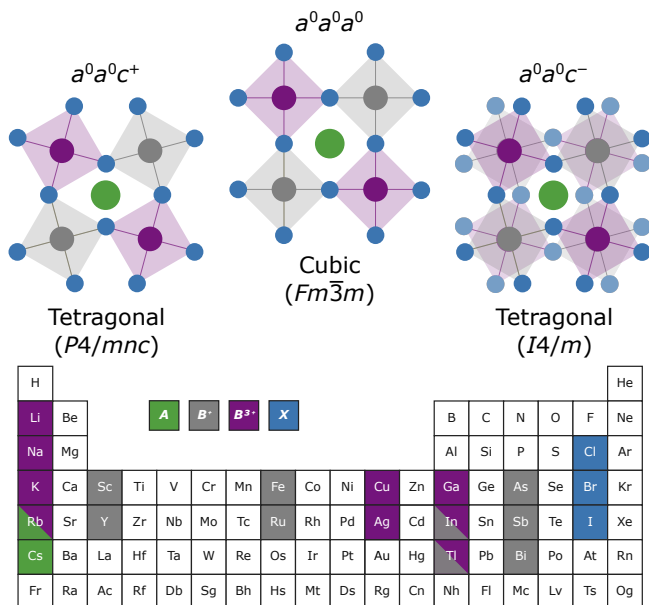 a⁰a⁰a⁰
a⁰a⁰c⁺
a⁰a⁰c⁻
Cubic
(Fm3̅m)
Tetragonal
(P4/mnc)
Tetragonal
(I4/m)
H He
Li Be A B⁺ B³⁺ X B C N O F Ne
Na Mg Al Si P S Cl Ar
K Ca Sc Ti V Cr Mn Fe Co Ni Cu Zn Ga Ge As Se Br Kr
Rb Sr Y Zr Nb Mo Tc Ru Rh Pd Ag Cd In Sn Sb Te I Xe
Cs Ba La Hf Ta W Re Os Ir Pt Au Hg Tl Pb Bi Po At Rn
Fr Ra Ac Rf Db Sg Bh Hs Mt Ds Rg Cn Nh Fl Mc Lv Ts Og